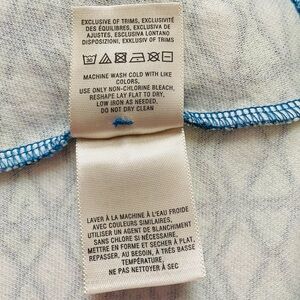 EXCLUSIVE OF TRIMS, EXCLUSIVITÉ
DES ÉQUILIBRES, EXCLUSIVA DE
AJUSTES, ESCLUSIVA LONTANO
DISPOSIZIONI, EXKLUSIV OF TRIMS
30
MACHINE WASH COLD WITH LIKE
COLORS,
USE ONLY NON-CHLORINE BLEACH,
RESHAPE LAY FLAT TO DRY,
LOW IRON AS NEEDED,
DO NOT DRY CLEAN
LAVER À LA MACHINE À L'EAU FROIDE
AVEC COULEURS SIMILAIRES,
UTILISER UN AGENT DE BLANCHIMENT
SANS CHLORE SI NÉCESSAIRE,
METTRE EN FORME ET SÉCHER À PLAT,
REPASSER, AU BESOIN, À TRÈS BASSE
TEMPÉRATURE,
NE PAS NETTOYER À SEC